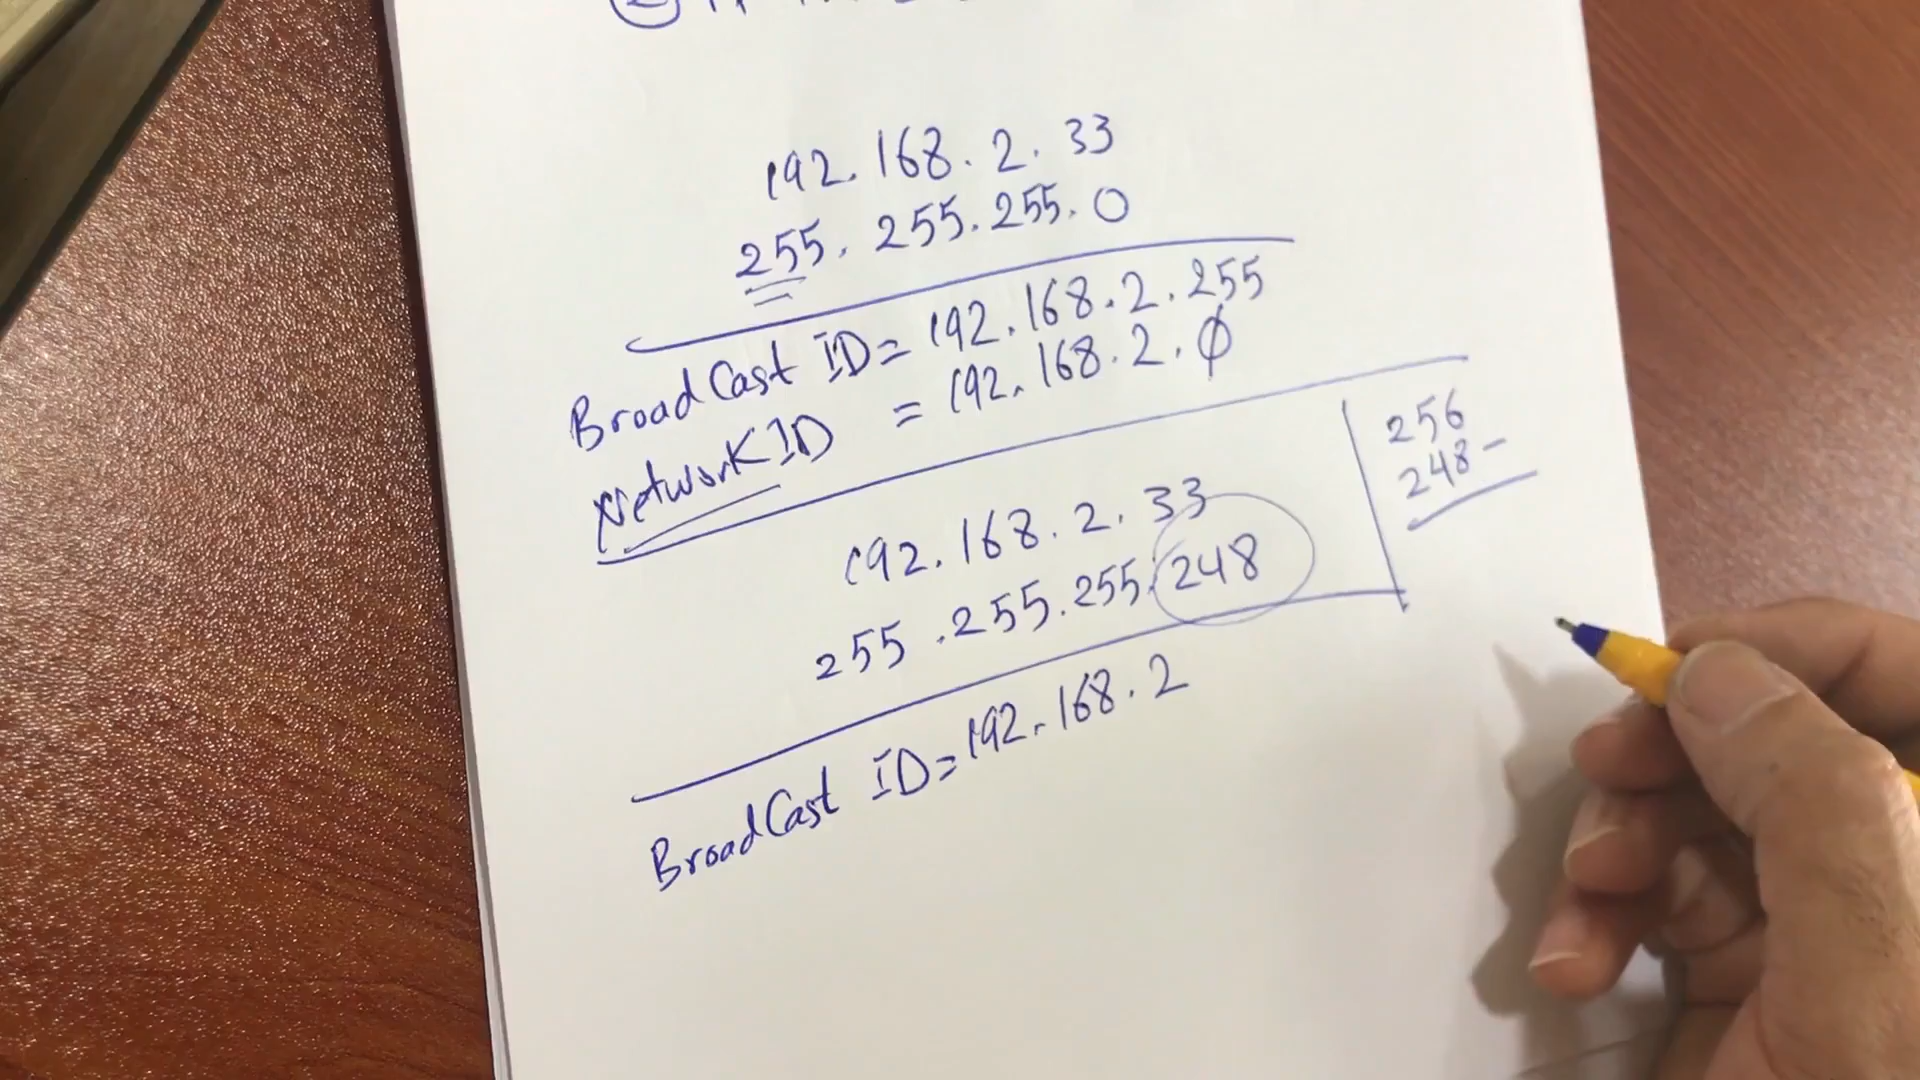 192.168.2.33
255.255.255.0
BroadCast ID= 192.168.2.255
Network ID = 192.168.2.0
192.168.2.33
255.255.255.248
256
248-
BroadCast ID= 192.168.2